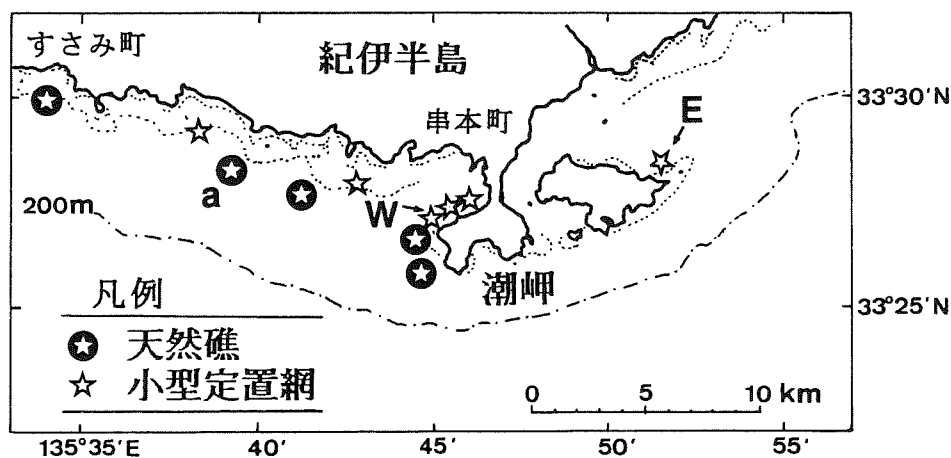 すさみ町
紀伊半島
串本町
E
33°30'N
a
W
200m
潮岬
33°25'N
凡例
天然礁
小型定置網
0 5 10 km
135°35'E 40' 45' 50' 55'